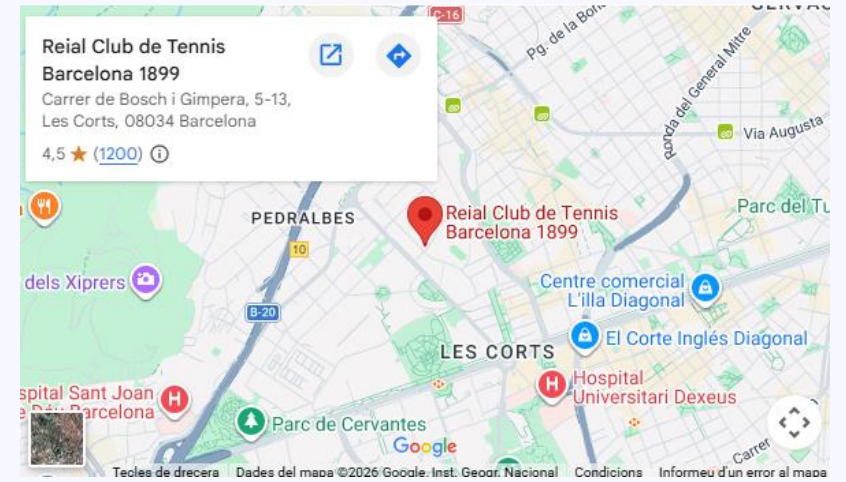 Reial Club de Tennis
Barcelona 1899
Carrer de Bosch i Gimpera, 5-13,
Les Corts, 08034 Barcelona
4,5 ★ (1200)
C-16
Pg. de la Bon
Ronda del General Mitre
Via Augusta
PEDRALBES
10
Reial Club de Tennis
Barcelona 1899
Parc del Tu
dels Xiprers
B-20
Centre comercial
L'illa Diagonal
El Corte Inglés Diagonal
LES CORTS
Hospital
Universitari Dexeus
spital Sant Joan
Déu Barcelona
Parc de Cervantes
Google
Carrer
Tecles de drecera
Dades del mapa ©2026 Google, Inst. Geogr. Nacional
Condicions
Informeu d'un error al mapa